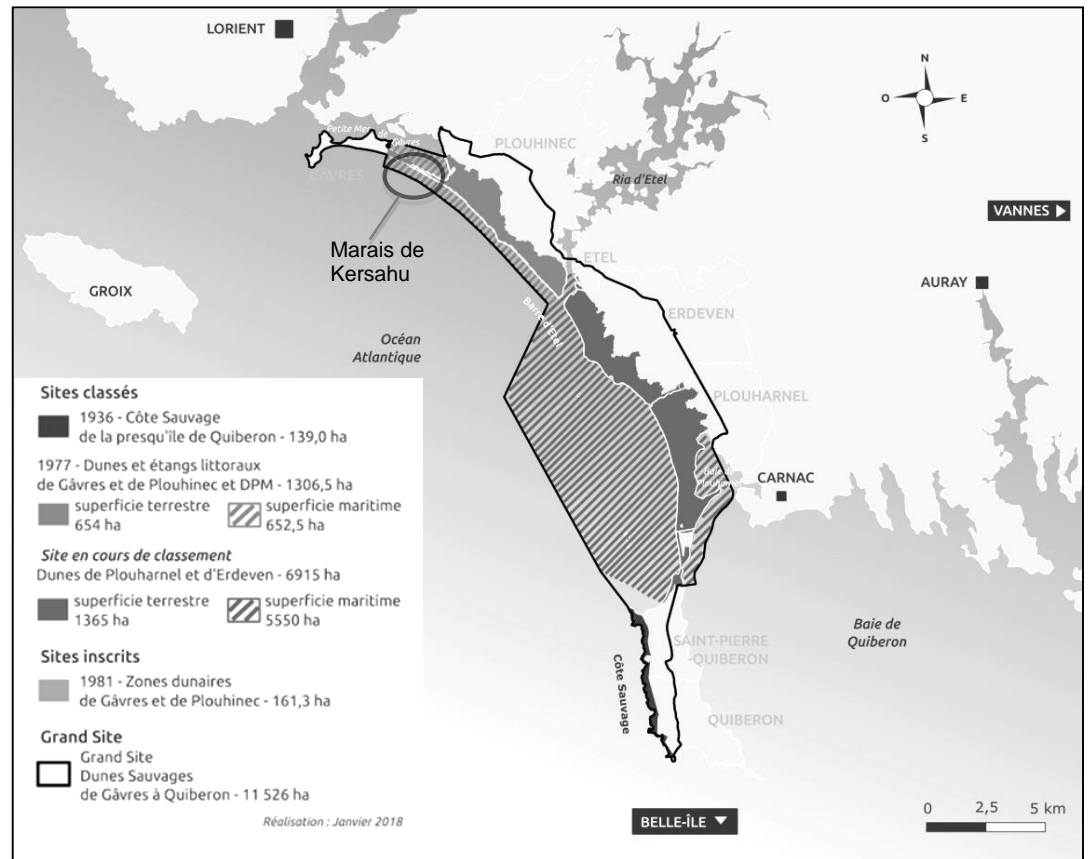 LORIENT
N
O
E
S
Petite Mer de
Gâvres
PLOUHINEC
GÂVRES
Ria d'Etel
VANNES
Marais de
Kersahu
ETEL
AURAY
GROIX
ERDEVEN
Barre d'Etel
Océan
Atlantique
PLOUHARNEL
Baie de
CARNAC
Sites classés
1936 - Côte Sauvage
de la presqu'île de Quiberon - 139,0 ha
1977 - Dunes et étangs littoraux
de Gâvres et de Plouhinec et DPM - 1306,5 ha
superficie terrestre
654 ha
superficie maritime
652,5 ha
Site en cours de classement
Dunes de Plouharnel et d'Erdeven - 6915 ha
superficie terrestre
1365 ha
superficie maritime
5550 ha
Sites inscrits
1981 - Zones dunaires
de Gâvres et de Plouhinec - 161,3 ha
Grand Site
Grand Site
Dunes Sauvages
de Gâvres à Quiberon - 11 526 ha
Réalisation : Janvier 2018
Baie de
Quiberon
SAINT-PIERRE
-QUIBERON
Côte Sauvage
QUIBERON
BELLE-ÎLE
0 2,5 5 km